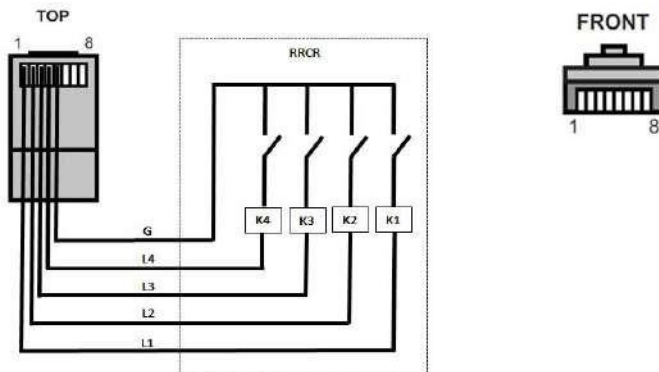 TOP
1 8
RRCR
K4 K3 K2 K1
G
L4
L3
L2
L1
FRONT
1 8